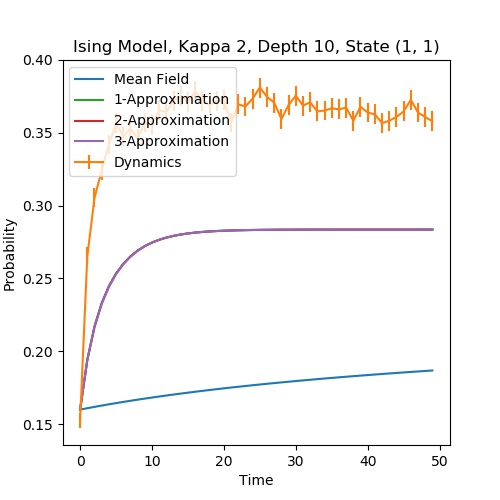 Ising Model, Kappa 2, Depth 10, State (1, 1)
Mean Field
1-Approximation
2-Approximation
3-Approximation
Dynamics
0.40
0.35
0.30
0.25
0.20
0.15
Probability
0
10
20
30
40
50
Time